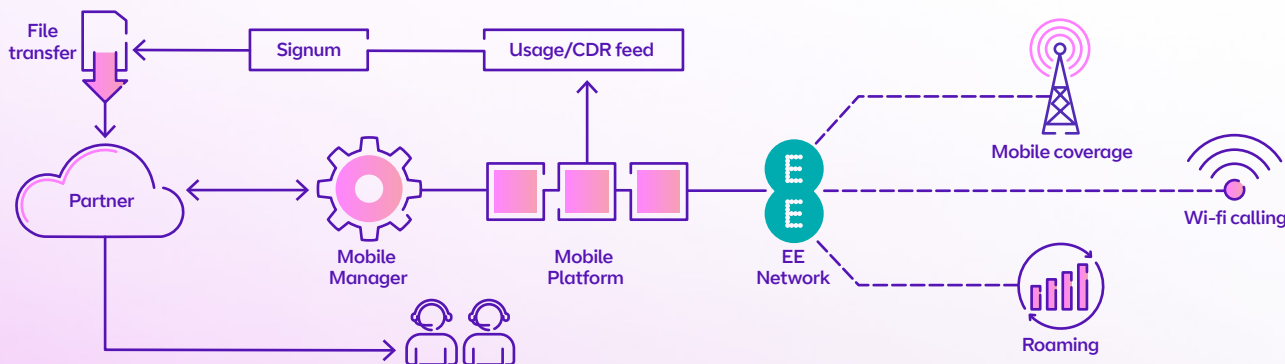 File
transfer
Signum
Usage/CDR feed
Mobile coverage
Partner
E
E
Wi-fi calling
Mobile
Manager
Mobile
Platform
EE
Network
Roaming